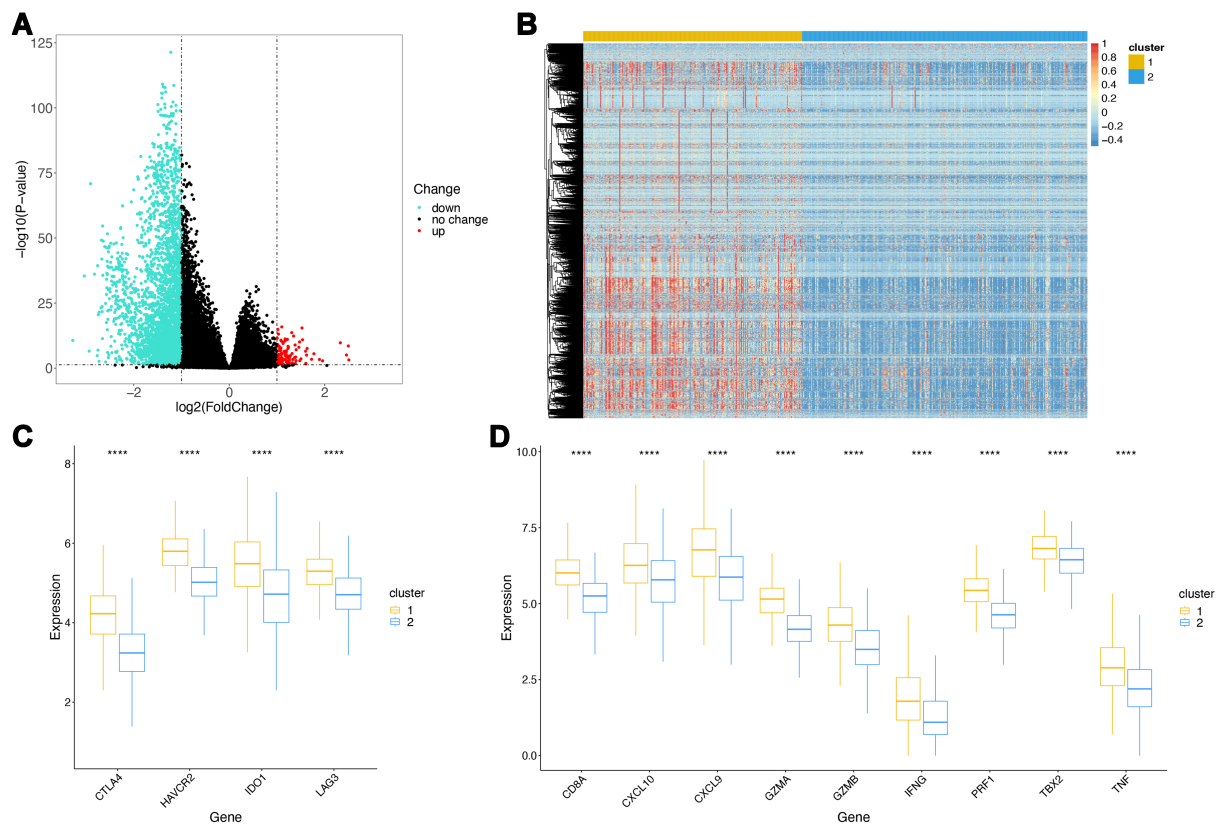 A
125
100
75
50
25
0
−log10(P−value)
−2
0
2
log2(FoldChange)
Change
down
no change
up
B
1
0.8
0.6
0.4
0.2
0
−0.2
−0.4
cluster
1
2
C
8
6
4
2
Expression
**** **** **** ****
CTLA4
HAVCR2
IDO1
LAG3
Gene
cluster
1
2
D
10.0
7.5
5.0
2.5
0.0
Expression
**** **** **** **** **** **** **** **** ****
CD8A
CXCL10
CXCL9
GZMA
GZMB
IFNG
PRF1
TBX2
TNF
Gene
cluster
1
2